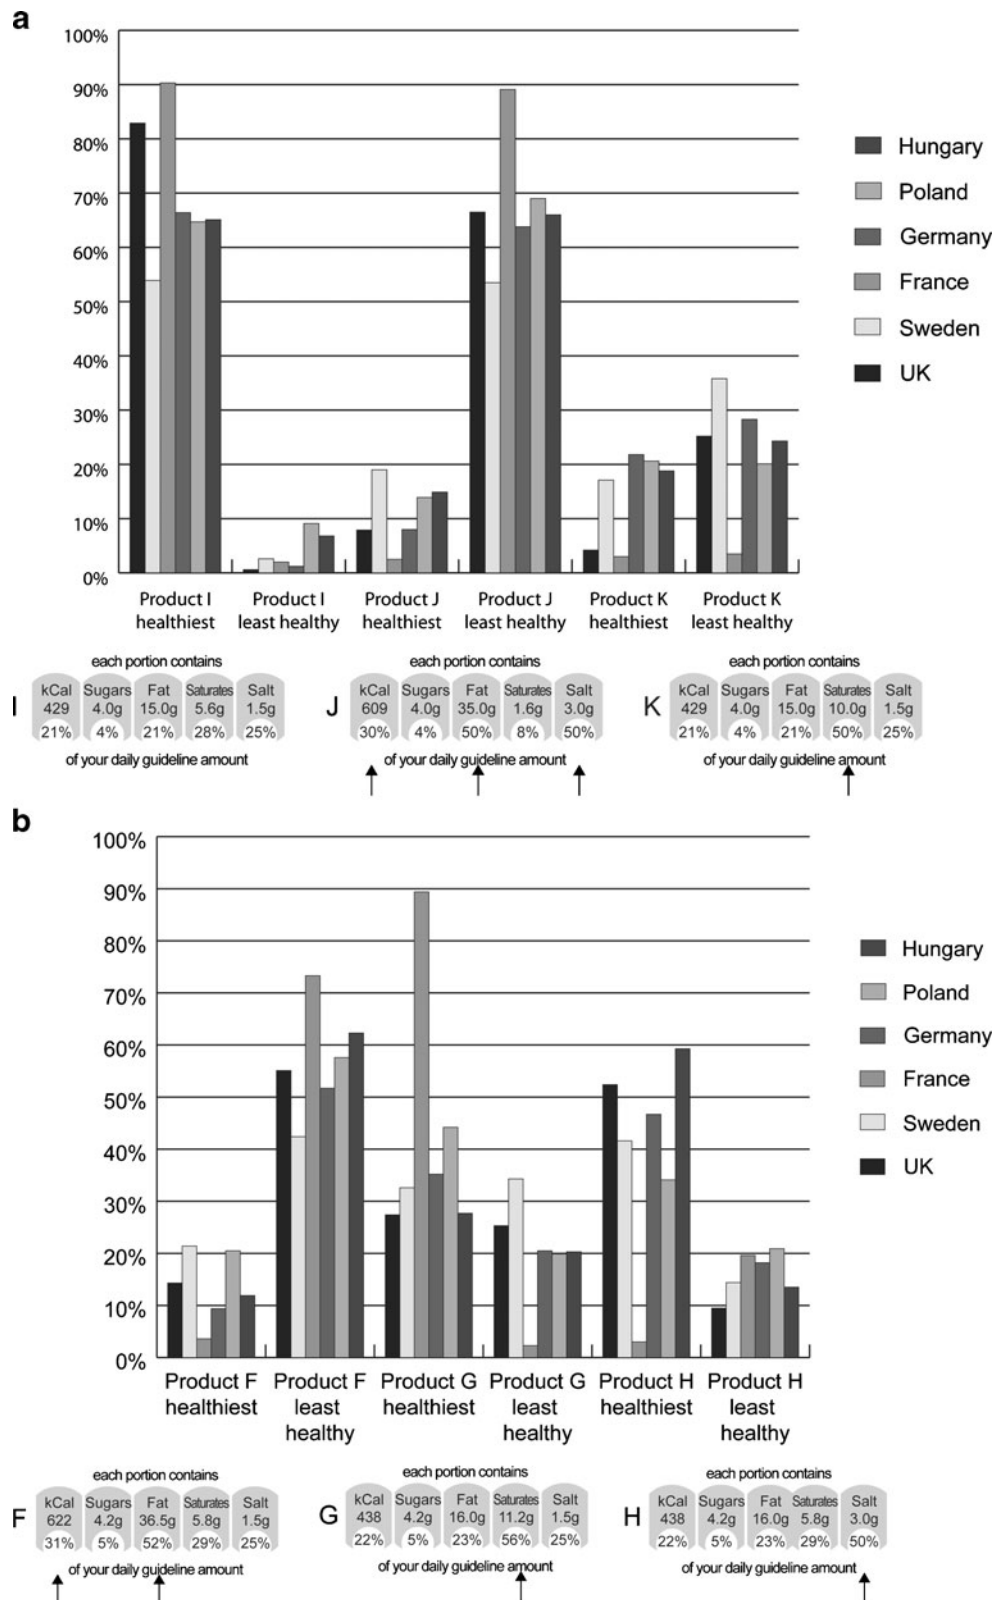 a
100%
90%
80%
70%
60%
50%
40%
30%
20%
10%
0%
Hungary
Poland
Germany
France
Sweden
UK
Product I healthiest
Product I least healthy
Product J healthiest
Product J least healthy
Product K healthiest
Product K least healthy
I
each portion contains
kCal Sugars Fat Saturates Salt
429 4.0g 15.0g 5.6g 1.5g
21% 4% 21% 28% 25%
of your daily guideline amount
J
each portion contains
kCal Sugars Fat Saturates Salt
609 4.0g 35.0g 1.6g 3.0g
30% 4% 50% 8% 50%
of your daily guideline amount
K
each portion contains
kCal Sugars Fat Saturates Salt
429 4.0g 15.0g 10.0g 1.5g
21% 4% 21% 50% 25%
of your daily guideline amount
b
100%
90%
80%
70%
60%
50%
40%
30%
20%
10%
0%
Hungary
Poland
Germany
France
Sweden
UK
Product F healthiest
Product F least healthy
Product G healthiest
Product G least healthy
Product H healthiest
Product H least healthy
F
each portion contains
kCal Sugars Fat Saturates Salt
622 4.2g 36.5g 5.8g 1.5g
31% 5% 52% 29% 25%
of your daily guideline amount
G
each portion contains
kCal Sugars Fat Saturates Salt
438 4.2g 16.0g 11.2g 1.5g
22% 5% 23% 56% 25%
of your daily guideline amount
H
each portion contains
kCal Sugars Fat Saturates Salt
438 4.2g 16.0g 5.8g 3.0g
22% 5% 23% 29% 50%
of your daily guideline amount